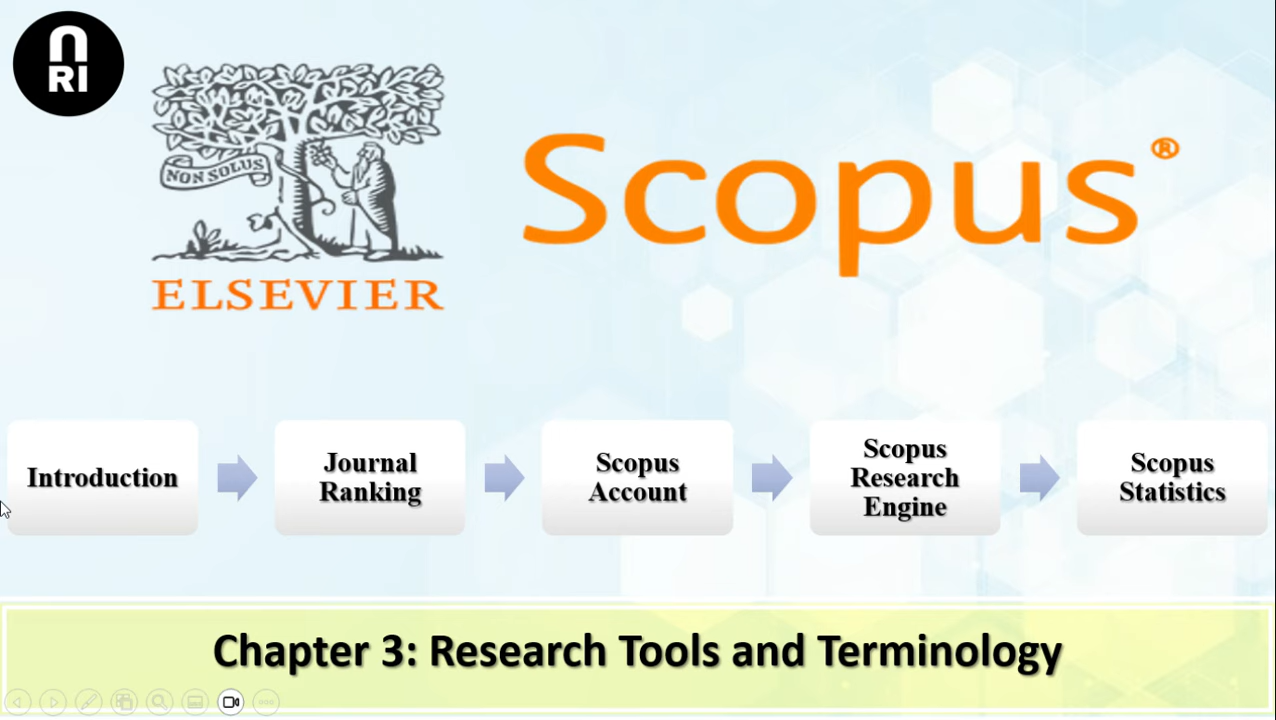 n
RI
NON SOLUS
ELSEVIER
Scopus®
Introduction
Journal
Ranking
Scopus
Account
Scopus
Research
Engine
Scopus
Statistics
Chapter 3: Research Tools and Terminology